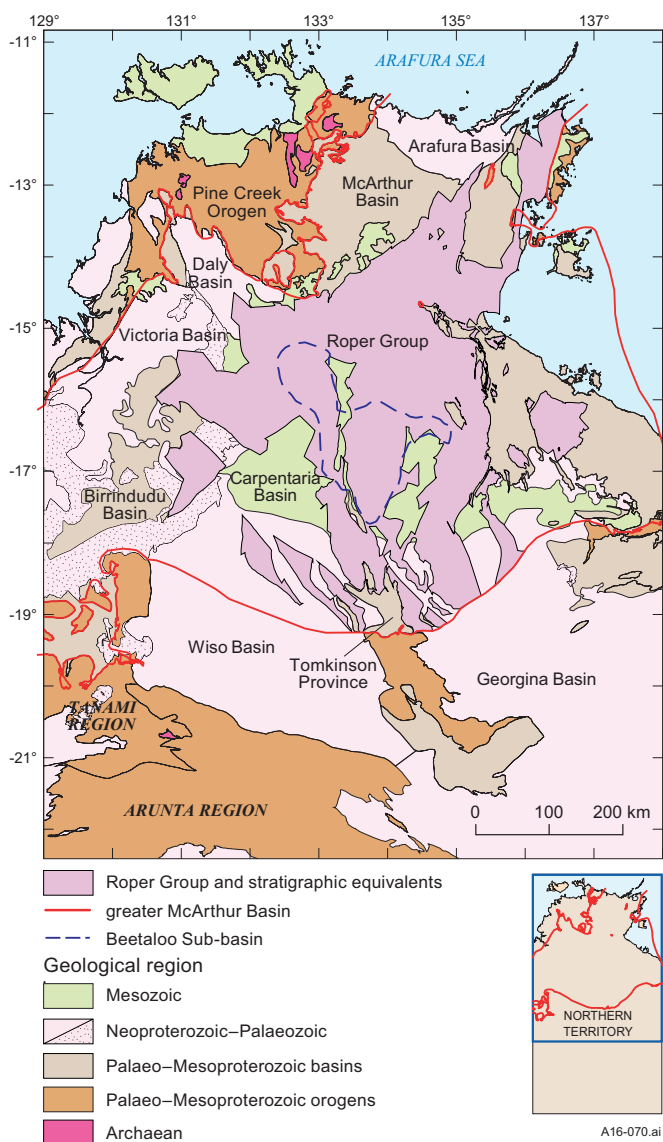 129°
131°
133°
135°
137°
-11°
-13°
-15°
-17°
-19°
-21°
ARAFURA SEA
Arafura Basin
McArthur
Basin
Pine Creek
Orogen
Daly
Basin
Victoria Basin
Roper Group
Carpentaria
Basin
Birrindudu
Basin
Wiso Basin
Tomkinson
Province
Georgina Basin
TANAMI
REGION
ARUNTA REGION
0 100 200 km
Roper Group and stratigraphic equivalents
greater McArthur Basin
Beetaloo Sub-basin
Geological region
Mesozoic
Neoproterozoic–Palaeozoic
Palaeo–Mesoproterozoic basins
Palaeo–Mesoproterozoic orogens
Archaean
NORTHERN
TERRITORY
A16-070.ai